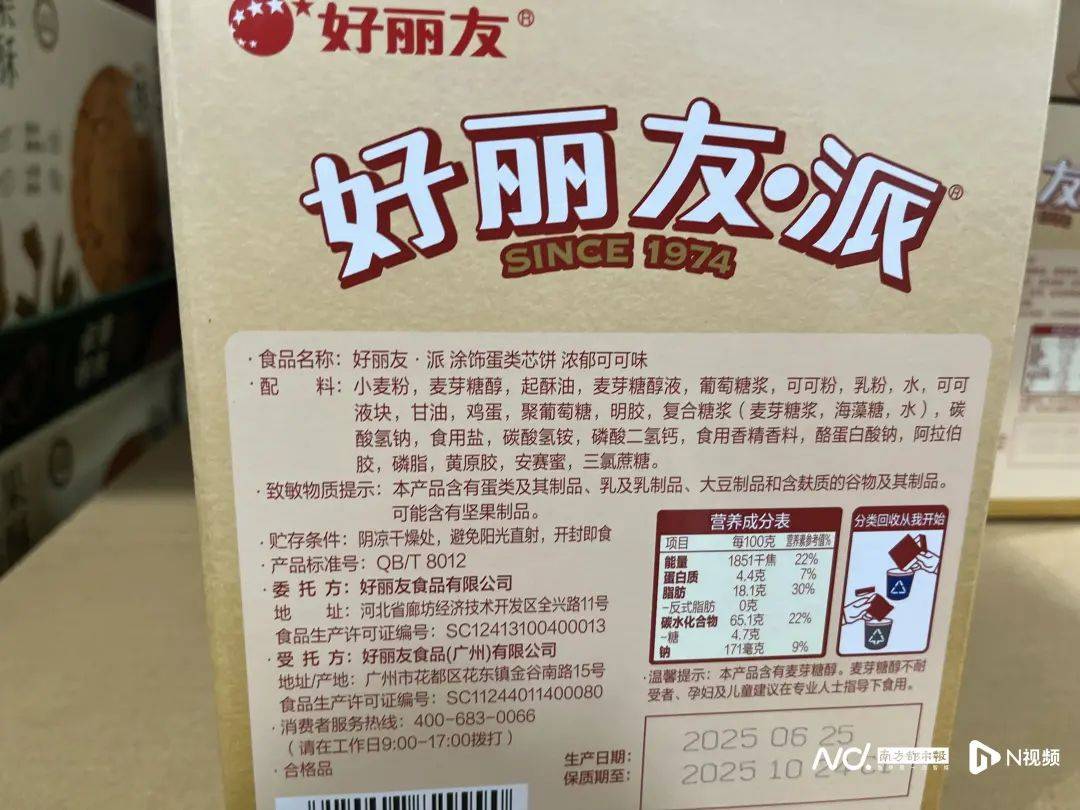 好丽友®
好丽友·派®
SINCE 1974
·食品名称：好丽友·派 涂饰蛋类芯饼 浓郁可可味
·配 料：小麦粉，麦芽糖醇，起酥油，麦芽糖醇液，葡萄糖浆，可可粉，乳粉，水，可可
液块，甘油，鸡蛋，聚葡萄糖，明胶，复合糖浆（麦芽糖浆，海藻糖，水），碳
酸氢钠，食用盐，碳酸氢铵，磷酸二氢钙，食用香精香料，酪蛋白酸钠，阿拉伯
胶，磷脂，黄原胶，安赛蜜，三氯蔗糖。
·致敏物质提示：本产品含有蛋类及其制品、乳及乳制品、大豆制品和含麸质的谷物及其制品。
可能含有坚果制品。
·贮存条件：阴凉干燥处，避免阳光直射，开封即食
·产品标准号：QB/T 8012
·委托方：好丽友食品有限公司
地 址：河北省廊坊经济技术开发区全兴路11号
食品生产许可证编号：SC12413100400013
·受托方：好丽友食品(广州)有限公司
地址/产地：广州市花都区花东镇金谷南路15号
食品生产许可证编号：SC11244011400080
·消费者服务热线：400-683-0066
（请在工作日9:00-17:00拨打）
·合格品
营养成分表
项目 每100克 营养素参考值%
能量 1851千焦 22%
蛋白质 4.4克 7%
脂肪 18.1克 30%
-反式脂肪 0克
碳水化合物 65.1克 22%
-糖 4.7克
钠 171毫克 9%
分类回收从我开始
·温馨提示：本产品含有麦芽糖醇。麦芽糖醇不耐
受者、孕妇及儿童建议在专业人士指导下食用。
生产日期：2025 06 25
保质期至：2025 10 24
南方都市报
N视频
酥
友